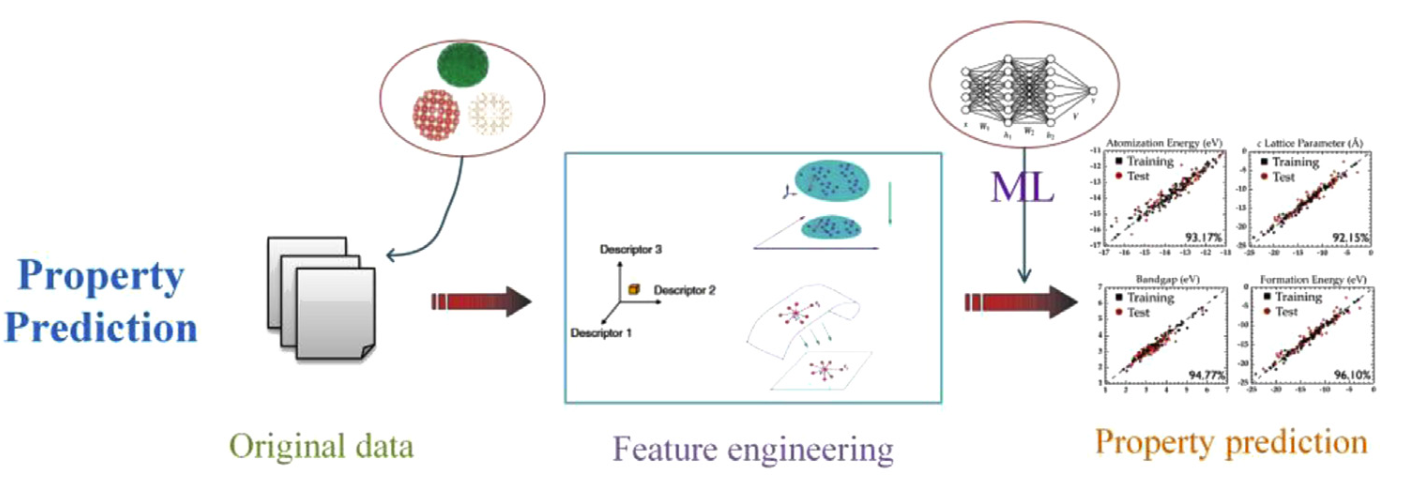 Property
Prediction
Original data
Descriptor 3
Descriptor 2
Descriptor 1
Feature engineering
x W₁ h₁ W₂ h₂ V y
ML
Atomization Energy (eV)
Training
Test
93.17%
-11
-12
-13
-14
-15
-16
-17
-17 -16 -15 -14 -13 -12 -11
c Lattice Parameter (Å)
Training
Test
92.15%
0
-5
-10
-15
-20
-25
-25 -20 -15 -10 -5 0
Bandgap (eV)
Training
Test
94.77%
7
6
5
4
3
2
1
1 2 3 4 5 6 7
Formation Energy (eV)
Training
Test
96.10%
0
-5
-10
-15
-20
-25
-25 -20 -15 -10 -5 0
Property prediction